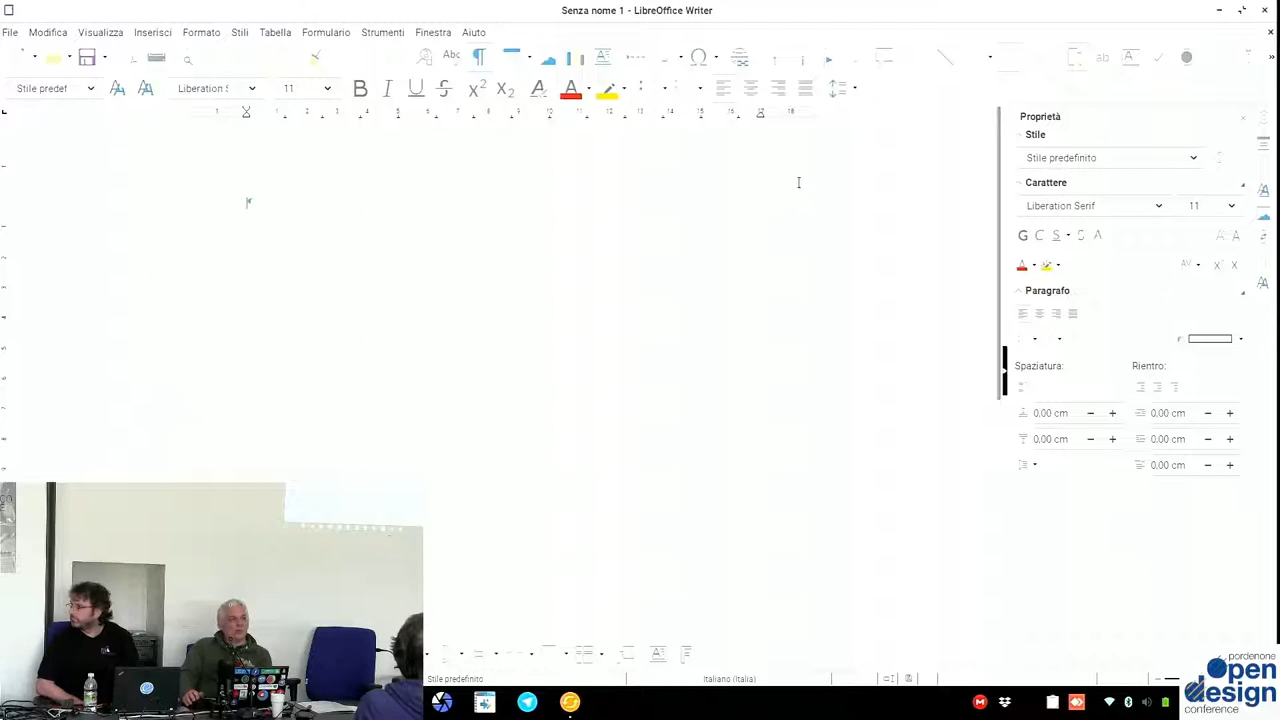 Senza nome 1 - LibreOffice Writer
File Modifica Visualizza Inserisci Formato Stili Tabella Formulario Strumenti Finestra Aiuto
Liberation S 11
Proprietà
Stile
Stile predefinito
Carattere
Liberation Serif 11
G C S S A
Paragrafo
Spaziatura: Rientro:
0,00 cm 0,00 cm
0,00 cm 0,00 cm
0,00 cm
Stile predefinito Italiano (Italia)
pordenone
open
design
conference